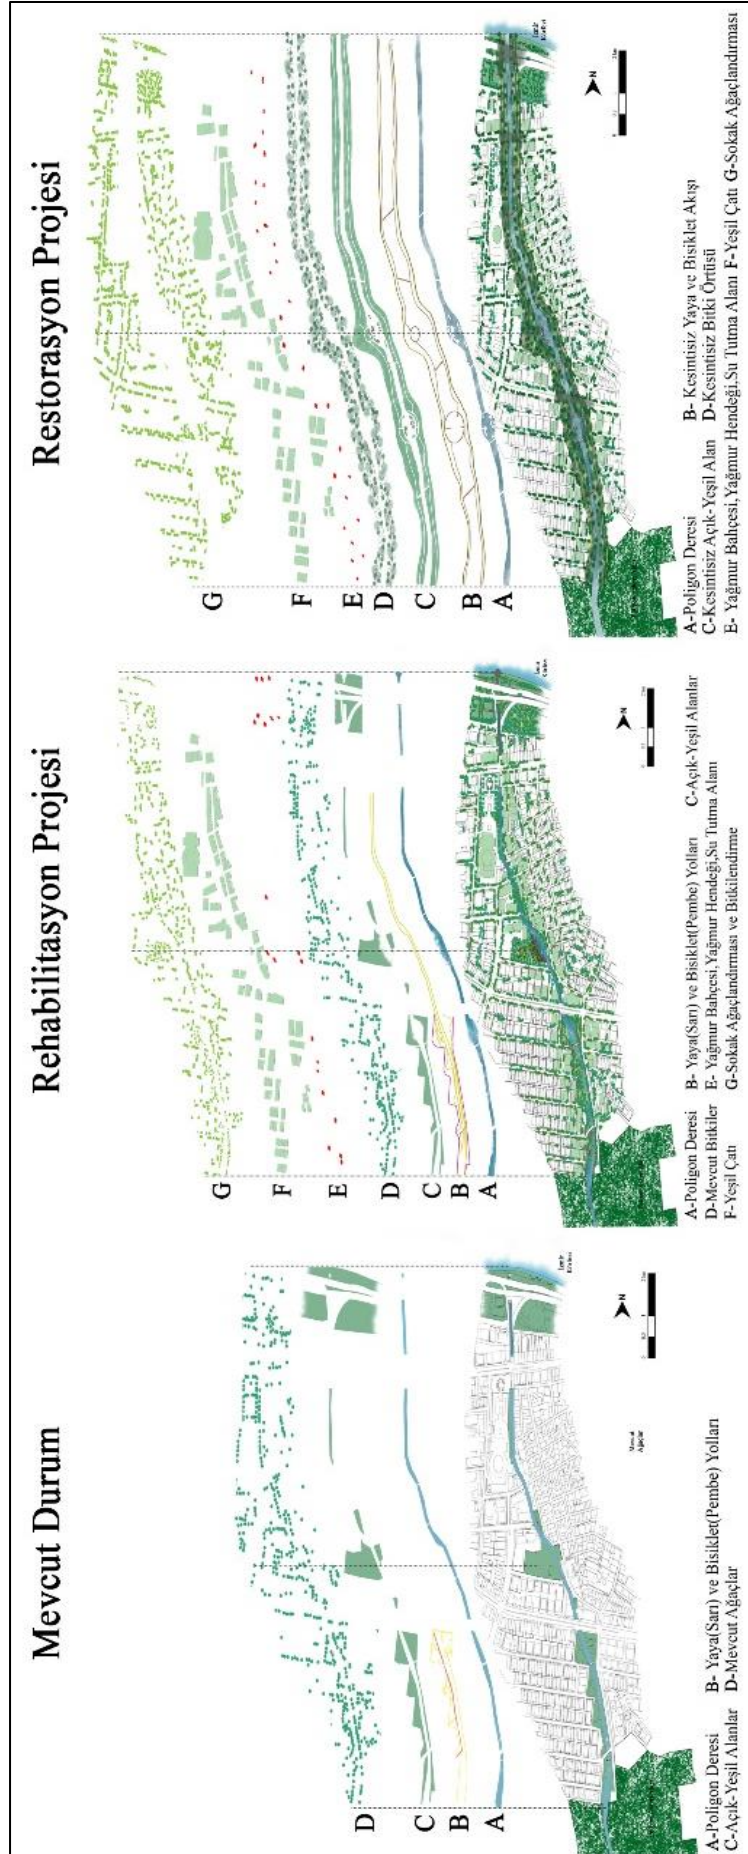 Mevcut Durum
D
C
B
A
Mevcut
Ağaçlar
N
A-Poligon Deresi
B- Yaya(Sarı) ve Bisiklet(Pembe) Yolları
C-Açık-Yeşil Alanlar
D-Mevcut Ağaçlar
Rehabilitasyon Projesi
G
F
E
D
C
B
A
N
A-Poligon Deresi
B- Yaya(Sarı) ve Bisiklet(Pembe) Yolları
C-Açık-Yeşil Alanlar
D-Mevcut Bitkiler
E- Yağmur Bahçesi,Yağmur Hendeği,Su Tutma Alanı
F-Yeşil Çatı
G-Sokak Ağaçlandırması ve Bitkilendirme
Restorasyon Projesi
G
F
E
D
C
B
A
N
A-Poligon Deresi
B- Kesintisiz Yaya ve Bisiklet Akışı
C-Kesintisiz Açık-Yeşil Alan
D-Kesintisiz Bitki Örtüsü
E- Yağmur Bahçesi,Yağmur Hendeği,Su Tutma Alanı F-Yeşil Çatı G-Sokak Ağaçlandırması